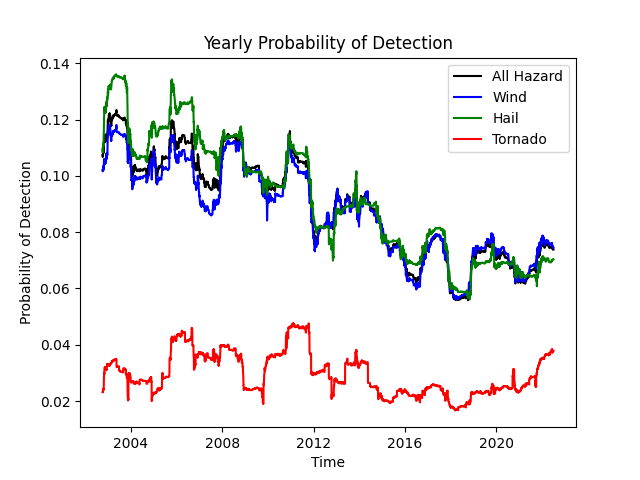 Yearly Probability of Detection
0.14
0.12
0.10
0.08
0.06
0.04
0.02
Probability of Detection
All Hazard
Wind
Hail
Tornado
2004
2008
2012
2016
2020
Time